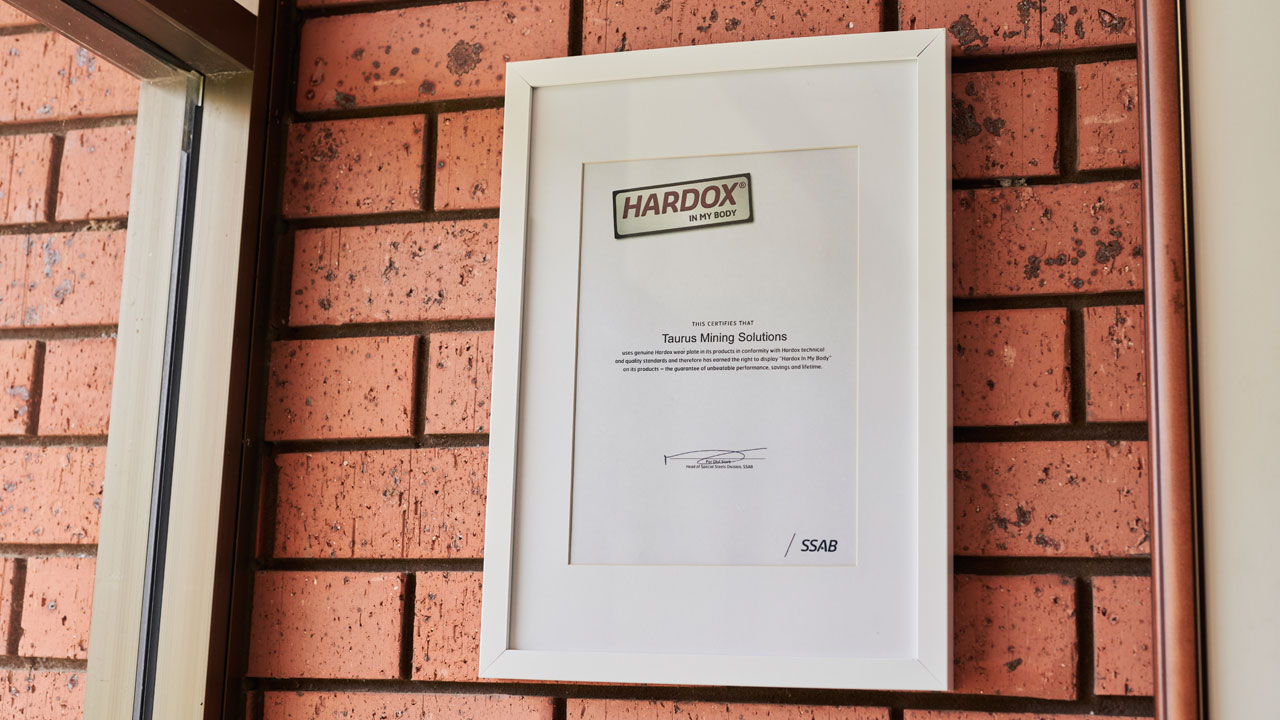 HARDOX®
IN MY BODY
THIS CERTIFIES THAT
Taurus Mining Solutions
uses genuine Hardox wear plate in its products in conformity with Hardox technical
and quality standards and therefore has earned the right to display "Hardox In My Body"
on its products – the guarantee of unbeatable performance, savings and lifetime.
Head of Special Steels Division, SSAB
/ SSAB